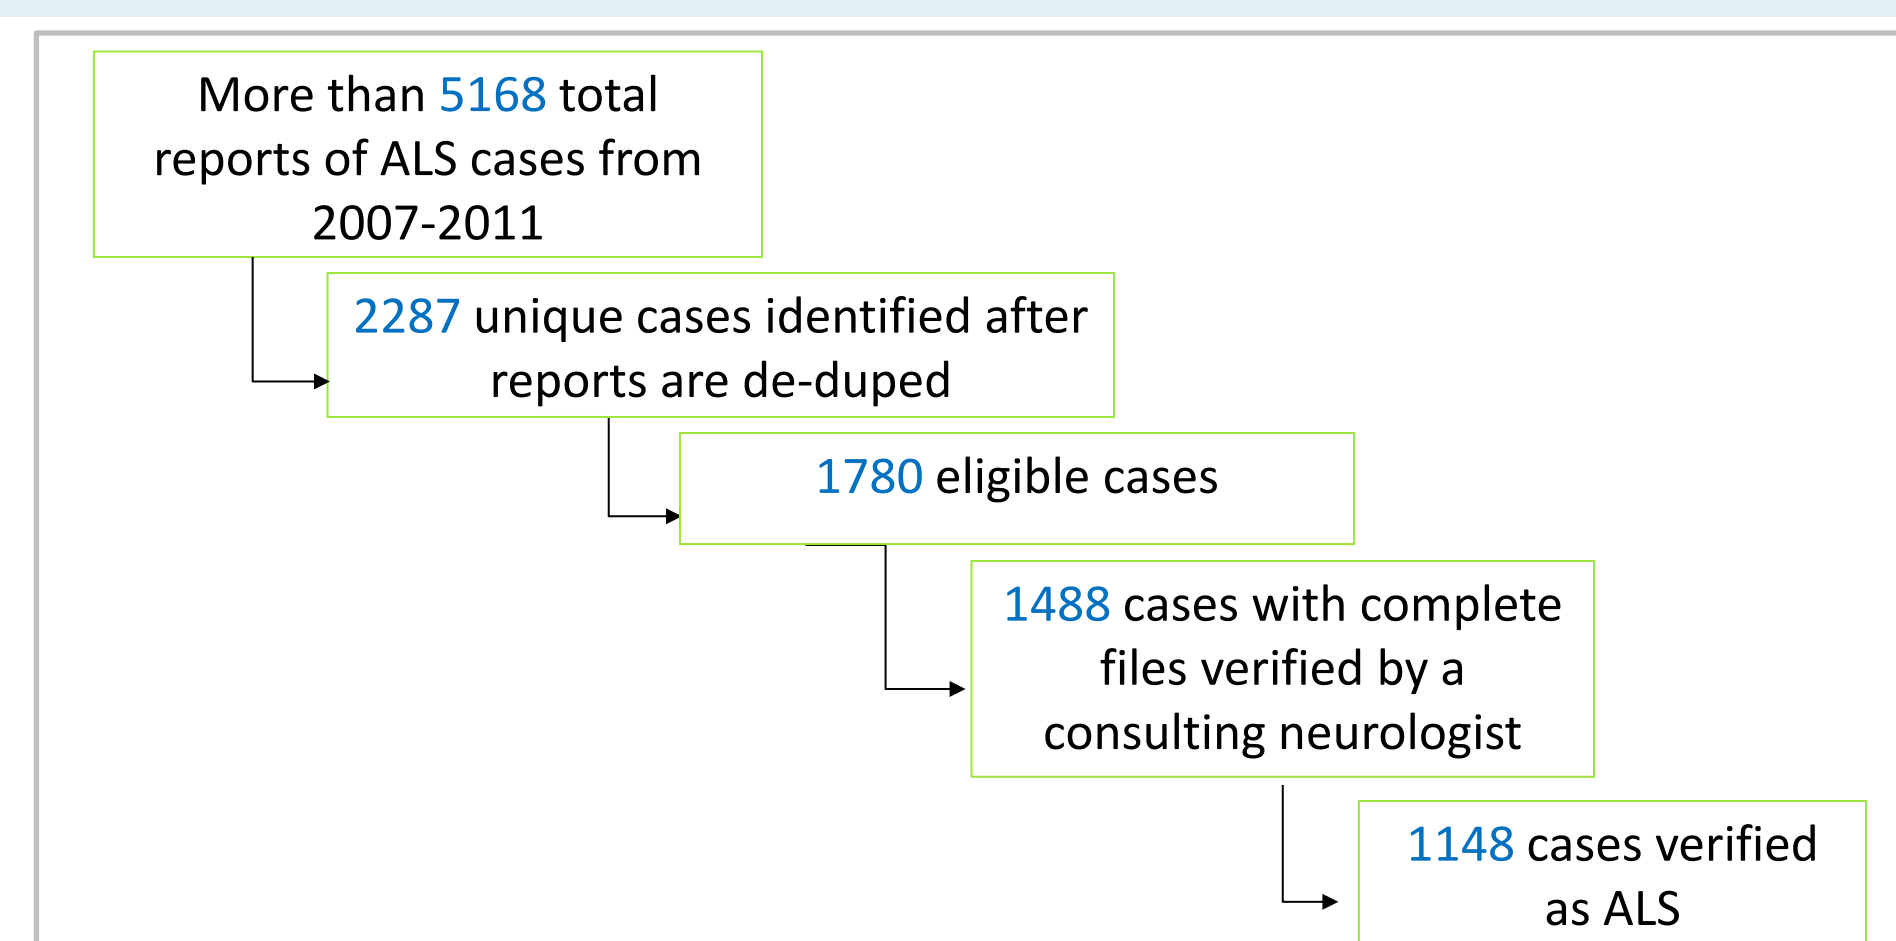 More than 5168 total
reports of ALS cases from
2007-2011
2287 unique cases identified after
reports are de-duped
1780 eligible cases
1488 cases with complete
files verified by a
consulting neurologist
1148 cases verified
as ALS